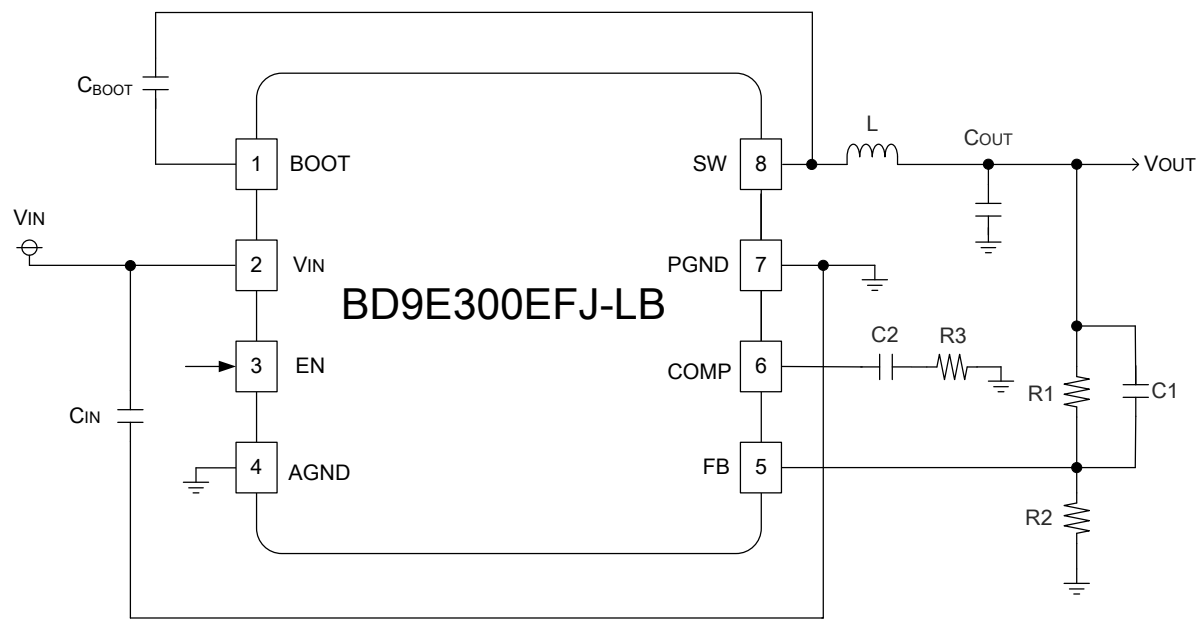 CBOOT
1 BOOT
SW 8
L
COUT
VOUT
VIN
2 VIN
PGND 7
BD9E300EFJ-LB
3 EN
COMP 6
C2
R3
CIN
R1
C1
4 AGND
FB 5
R2